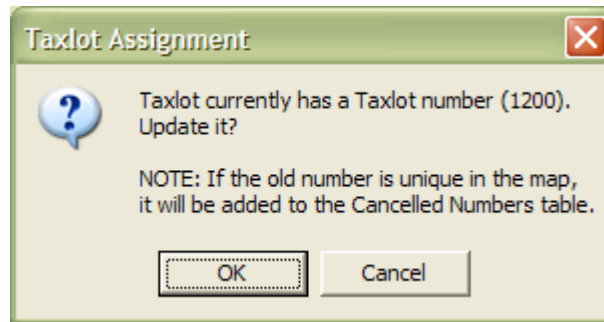 Taxlot Assignment
Taxlot currently has a Taxlot number (1200).
Update it?
NOTE: If the old number is unique in the map,
it will be added to the Cancelled Numbers table.
OK
Cancel